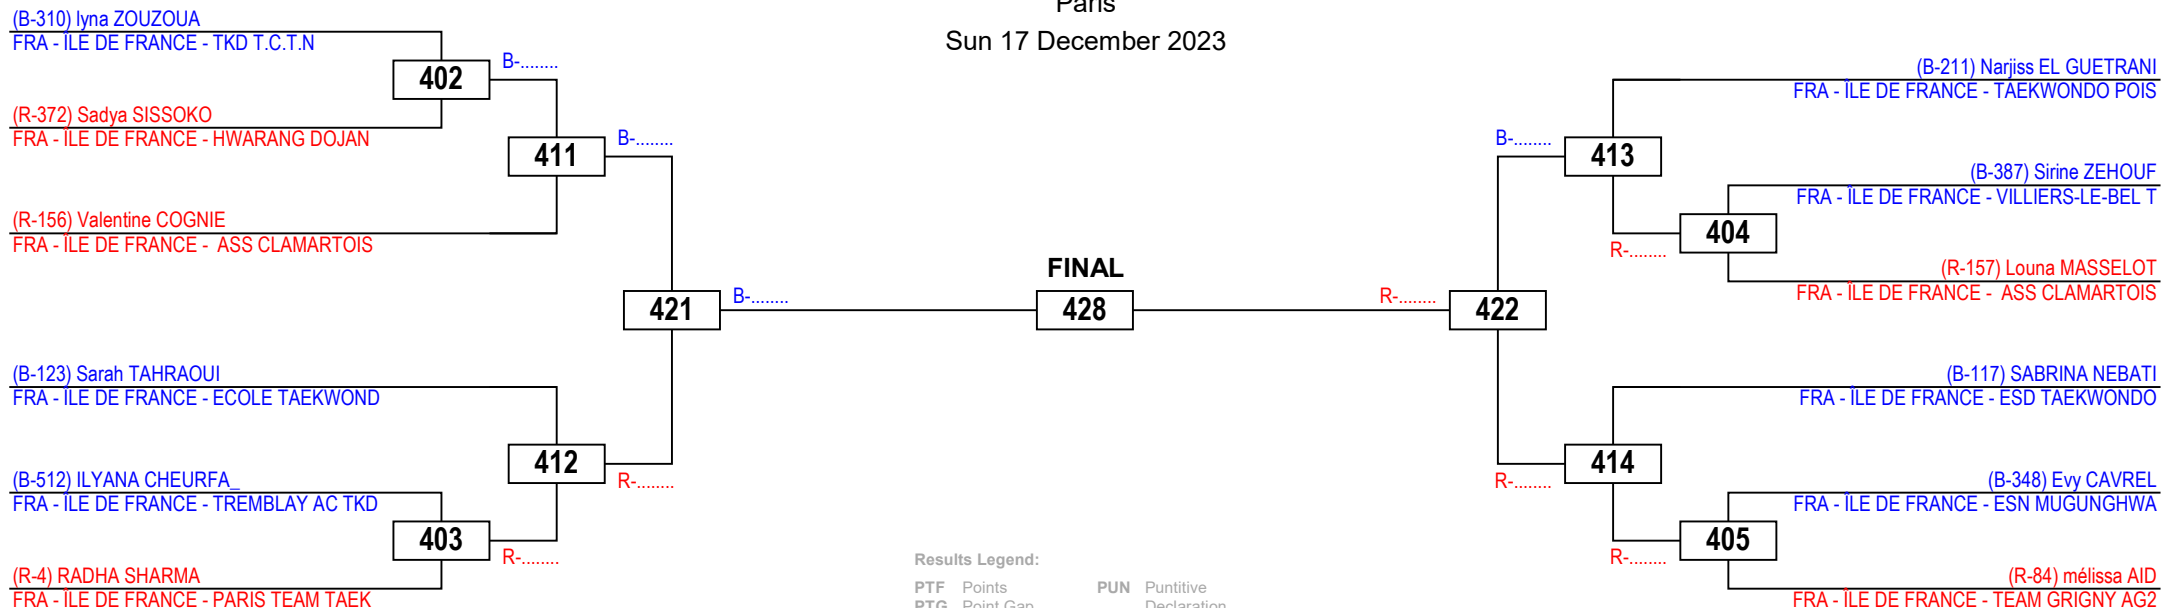 Paris
Sun 17 December 2023
(B-310) Iyna ZOUZOUA
FRA - ÎLE DE FRANCE - TKD T.C.T.N
402
B-........
(R-372) Sadya SISSOKO
FRA - ÎLE DE FRANCE - HWARANG DOJAN
411
B-........
(R-156) Valentine COGNIE
FRA - ÎLE DE FRANCE -  ASS CLAMARTOIS
421
B-........
(B-123) Sarah TAHRAOUI
FRA - ÎLE DE FRANCE - ECOLE TAEKWOND
412
R-........
(B-512) ILYANA CHEURFA_
FRA - ÎLE DE FRANCE - TREMBLAY AC TKD
403
R-........
(R-4) RADHA SHARMA
FRA - ÎLE DE FRANCE - PARIS TEAM TAEK
FINAL
428
(B-211) Narjiss EL GUETRANI
FRA - ÎLE DE FRANCE - TAEKWONDO POIS
B-........
413
(B-387) Sirine ZEHOUF
FRA - ÎLE DE FRANCE - VILLIERS-LE-BEL T
404
R-........
(R-157) Louna MASSELOT
FRA - ÎLE DE FRANCE -  ASS CLAMARTOIS
R-........
422
(B-117) SABRINA NEBATI
FRA - ÎLE DE FRANCE - ESD TAEKWONDO
414
R-........
(B-348) Evy CAVREL
FRA - ÎLE DE FRANCE - ESN MUGUNGHWA
405
R-........
(R-84) mélissa AID
FRA - ÎLE DE FRANCE - TEAM GRIGNY AG2
Results Legend:
PTF Points PUN Puntitive
PTG Point Gap Declaration